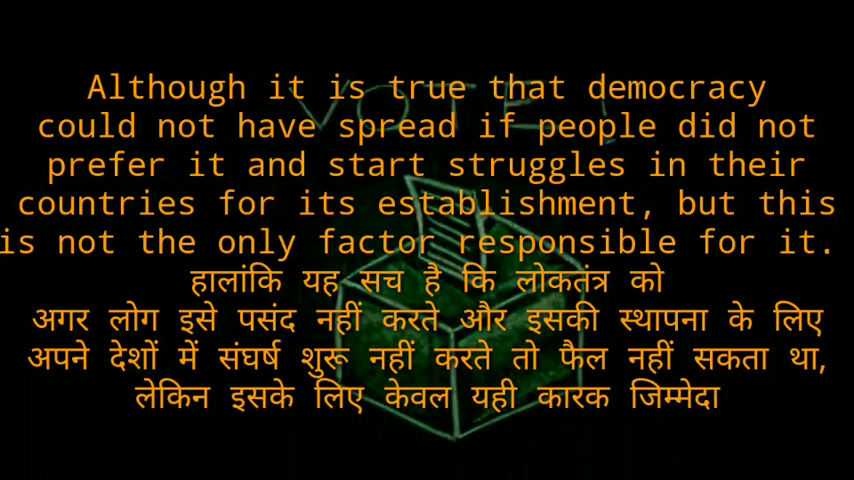 VOTE!
Although it is true that democracy
could not have spread if people did not
prefer it and start struggles in their
countries for its establishment, but this
is not the only factor responsible for it.
हालांकि यह सच है कि लोकतंत्र को
अगर लोग इसे पसंद नहीं करते और इसकी स्थापना के लिए
अपने देशों में संघर्ष शुरू नहीं करते तो फैल नहीं सकता था,
लेकिन इसके लिए केवल यही कारक जिम्मेदा